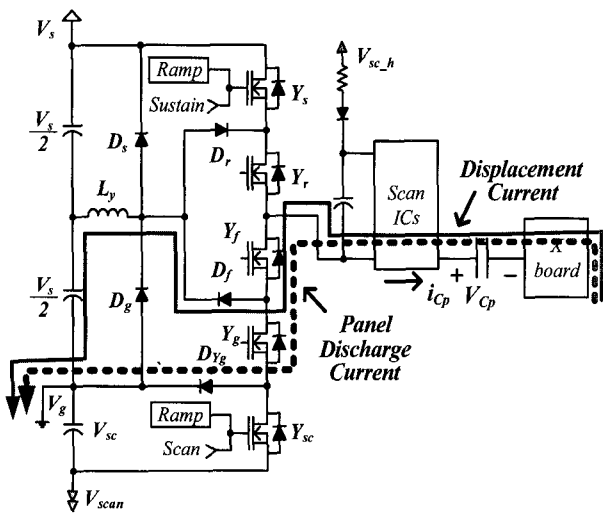 V_s
V_sc_h
Ramp
Sustain
Y_s
V_s
2
D_s
D_r
Y_r
Scan
ICs
Displacement
Current
L_y
Y_f
D_f
i_Cp
+
V_Cp
−
X
board
V_s
2
D_g
Y_g
D_Yg
Panel
Discharge
Current
V_g
V_sc
Ramp
Scan
Y_sc
V_scan